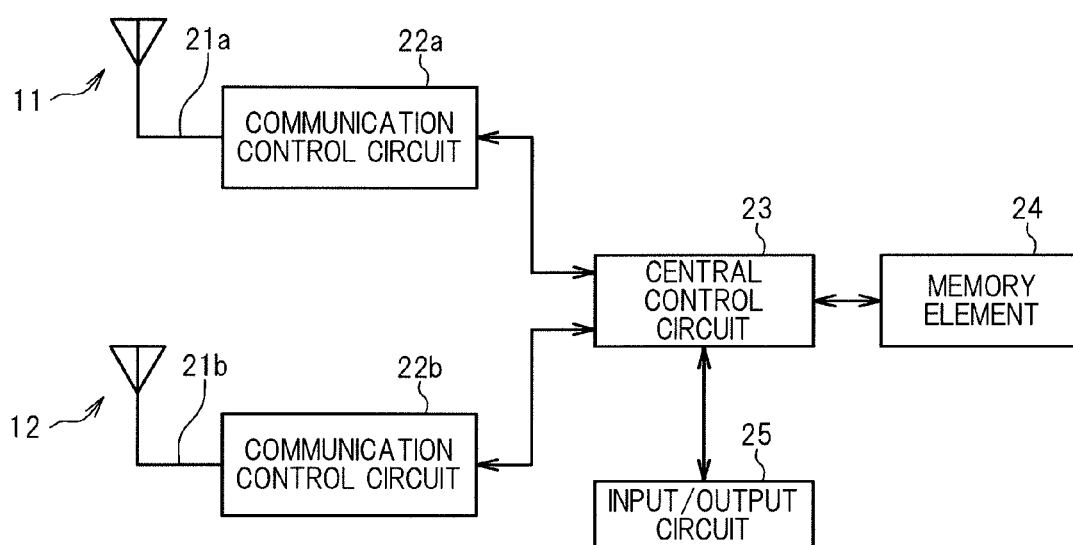 21a
22a
11
COMMUNICATION
CONTROL CIRCUIT
23
24
CENTRAL
CONTROL
CIRCUIT
MEMORY
ELEMENT
21b
22b
12
COMMUNICATION
CONTROL CIRCUIT
25
INPUT/OUTPUT
CIRCUIT